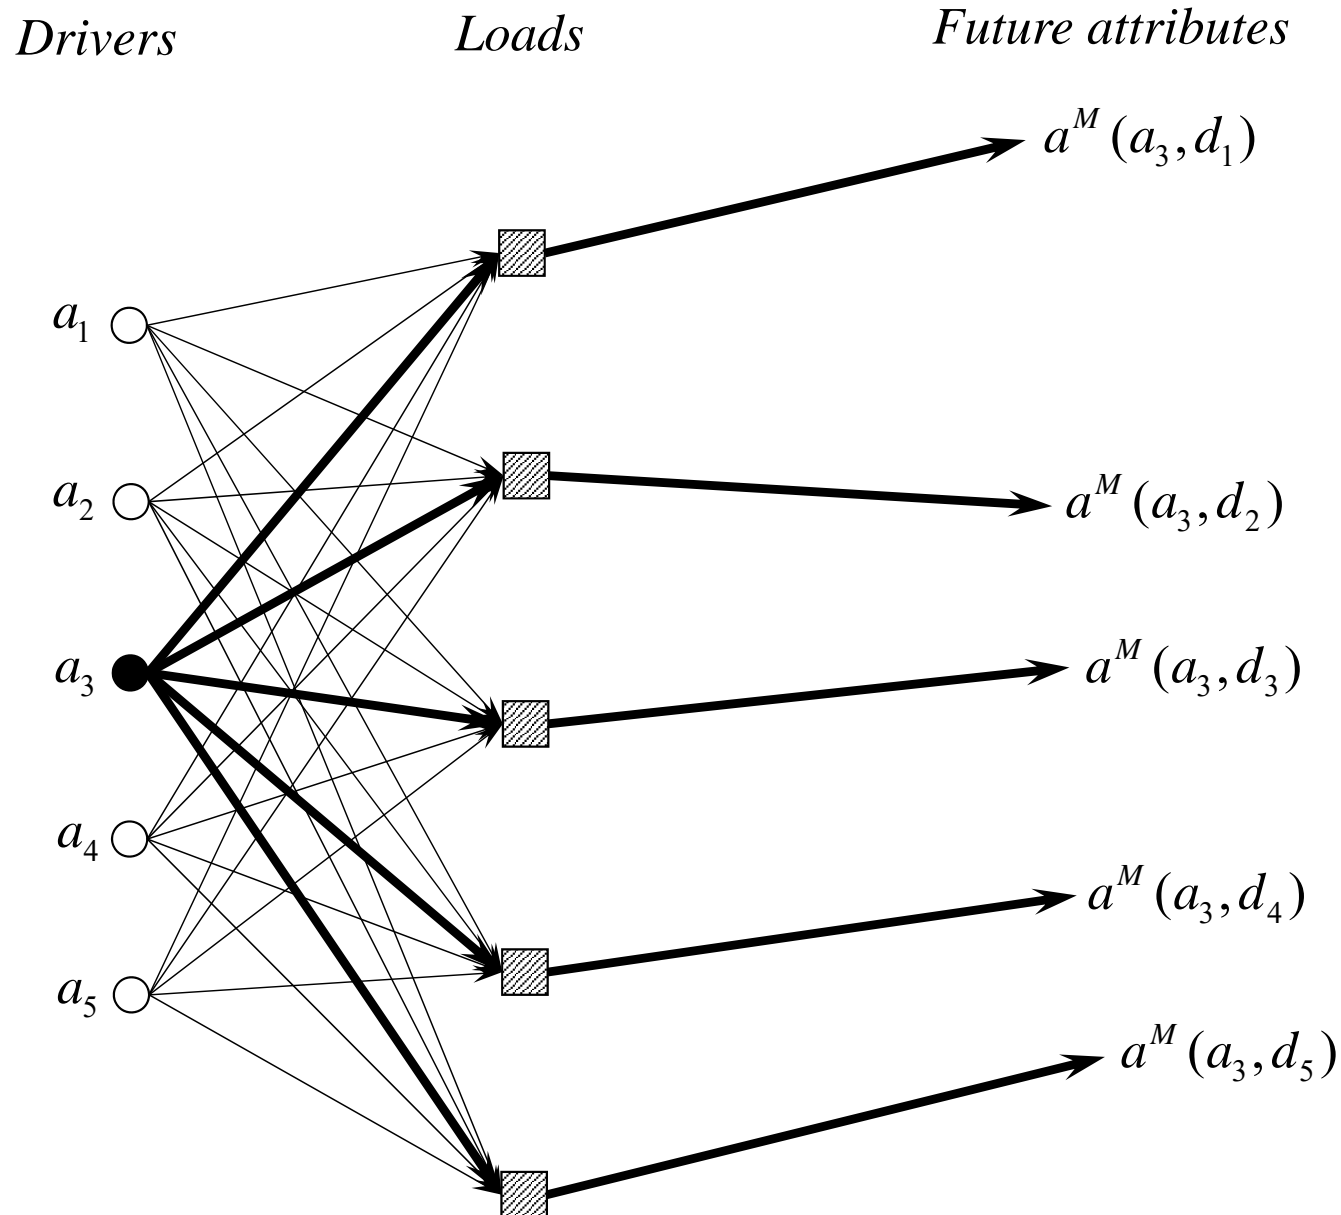 Drivers Loads Future attributes
a^M (a_3, d_1)
a_1
a_2
a^M (a_3, d_2)
a_3
a^M (a_3, d_3)
a_4
a^M (a_3, d_4)
a_5
a^M (a_3, d_5)